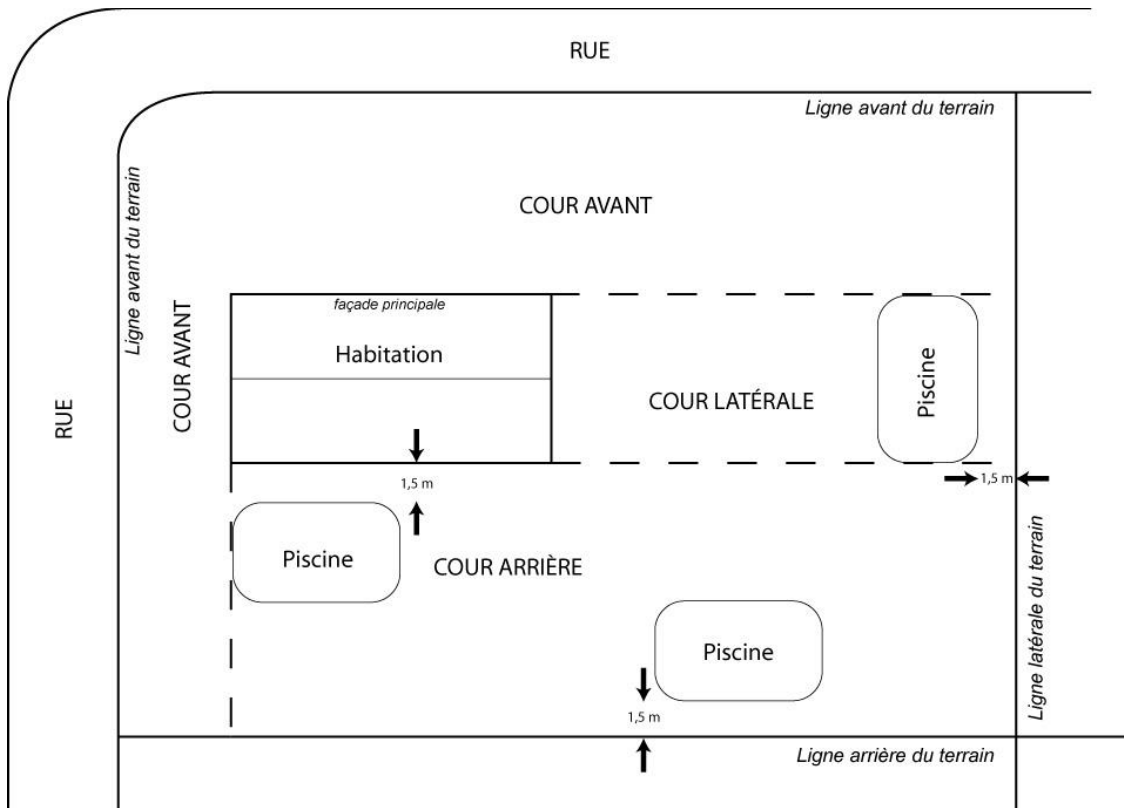 RUE
Ligne avant du terrain
COUR AVANT
Ligne avant du terrain
façade principale
Habitation
COUR AVANT
RUE
COUR LATÉRALE
Piscine
1,5 m
1,5 m
Piscine
COUR ARRIÈRE
Piscine
Ligne latérale du terrain
1,5 m
Ligne arrière du terrain